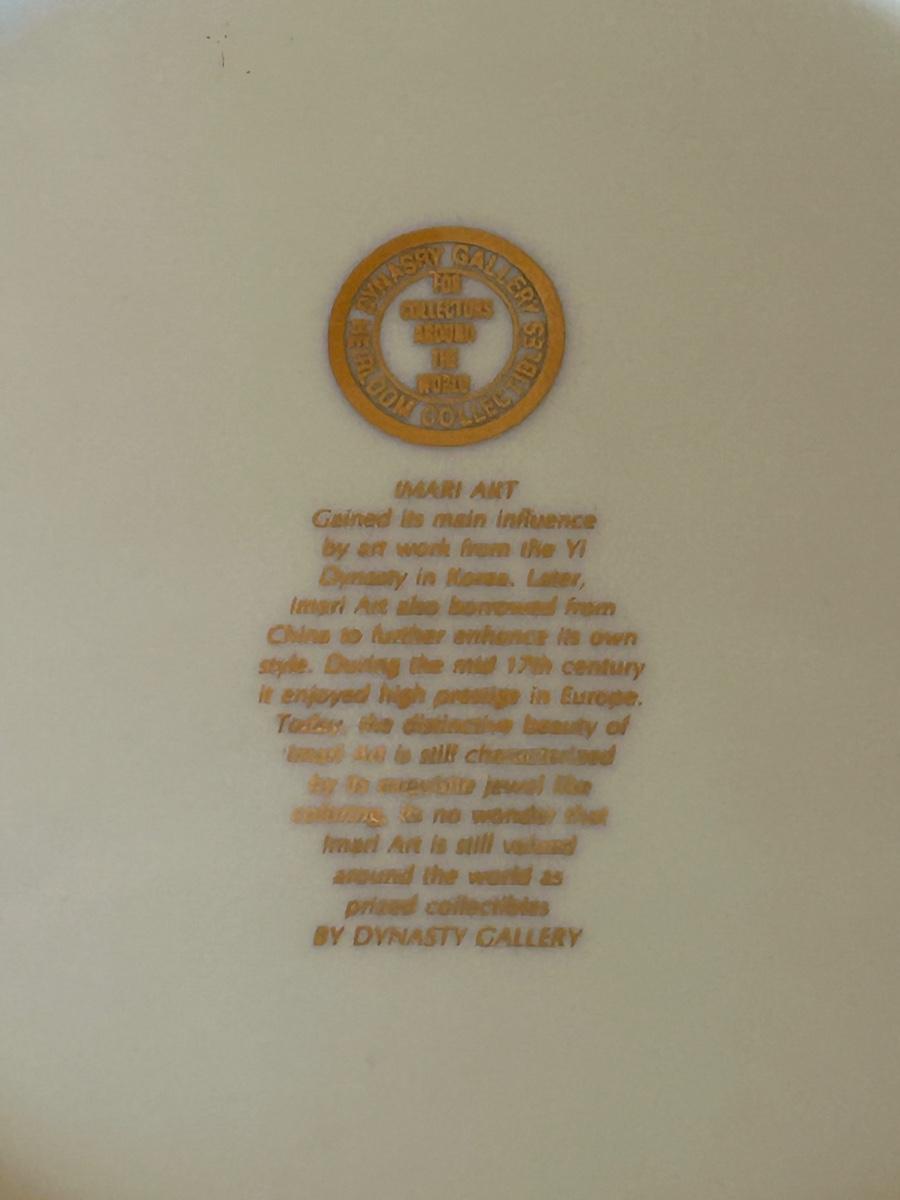 DYNASRY GALLERY
HEIRLOOM COLLECTIBLES
FOR
COLLECTORS
AROUND
THE
WORLD
IMARI ART
Gained its main influence
by art work from the Yi
Dynasty in Korea. Later,
Imari Art also borrowed from
China to further enhance its own
style. During the mid 17th century
it enjoyed high prestige in Europe.
Today, the distinctive beauty of
Imari Art is still characterized
for its exquisite jewel like
coloring, its no wonder that
Imari Art is still valued
around the world as
prized collectibles
BY DYNASTY GALLERY